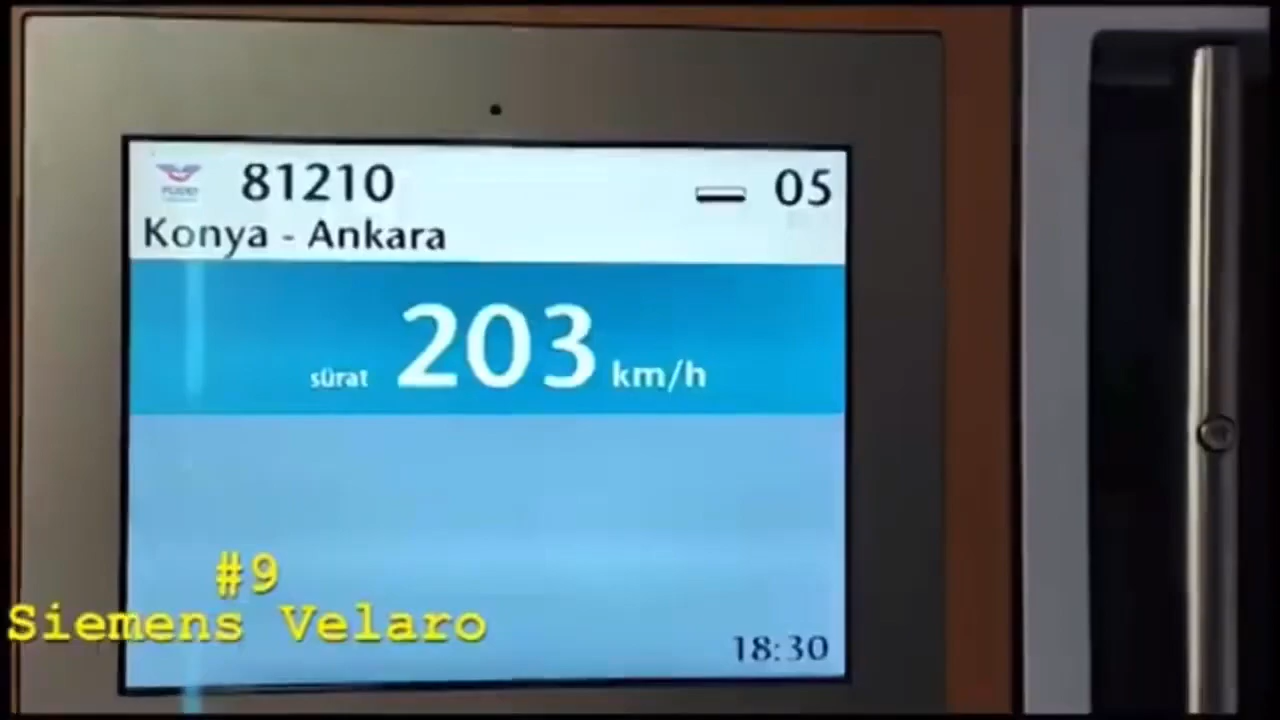 81210
05
Konya - Ankara
sürat 203 km/h
#9
Siemens Velaro
18:30